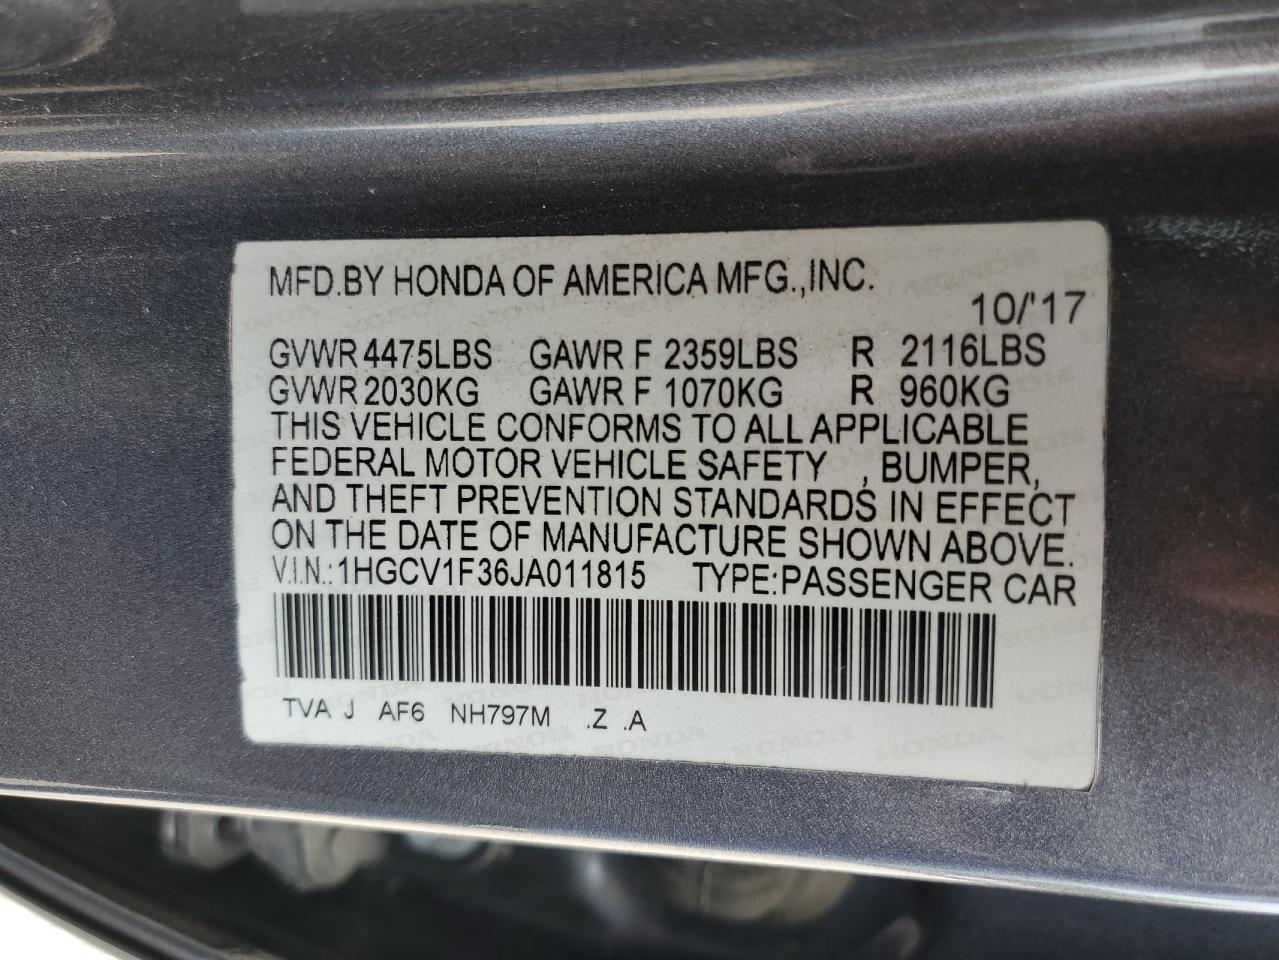 MFD.BY HONDA OF AMERICA MFG.,INC.
10/'17
GVWR 4475LBS GAWR F 2359LBS R 2116LBS
GVWR 2030KG GAWR F 1070KG R 960KG
THIS VEHICLE CONFORMS TO ALL APPLICABLE
FEDERAL MOTOR VEHICLE SAFETY , BUMPER,
AND THEFT PREVENTION STANDARDS IN EFFECT
ON THE DATE OF MANUFACTURE SHOWN ABOVE.
V.I.N.:1HGCV1F36JA011815 TYPE:PASSENGER CAR
TVA J AF6 NH797M .Z .A